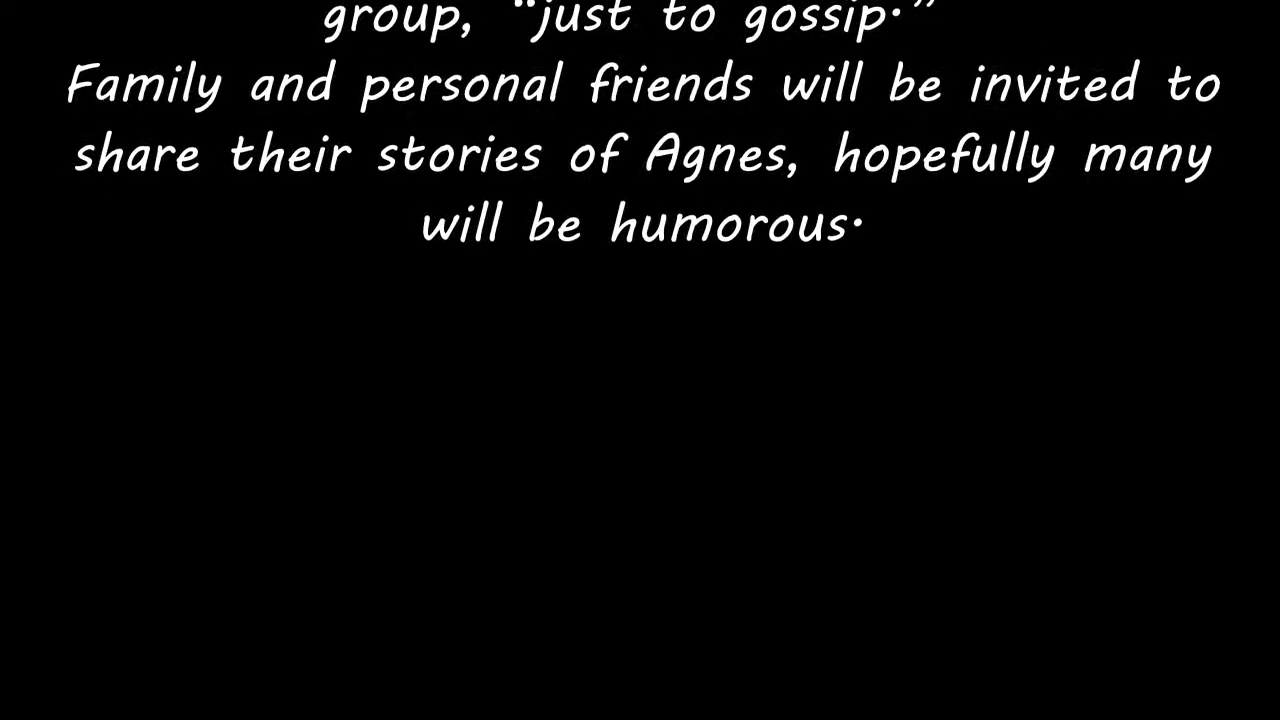 group, “just to gossip.”
Family and personal friends will be invited to
share their stories of Agnes, hopefully many
will be humorous.